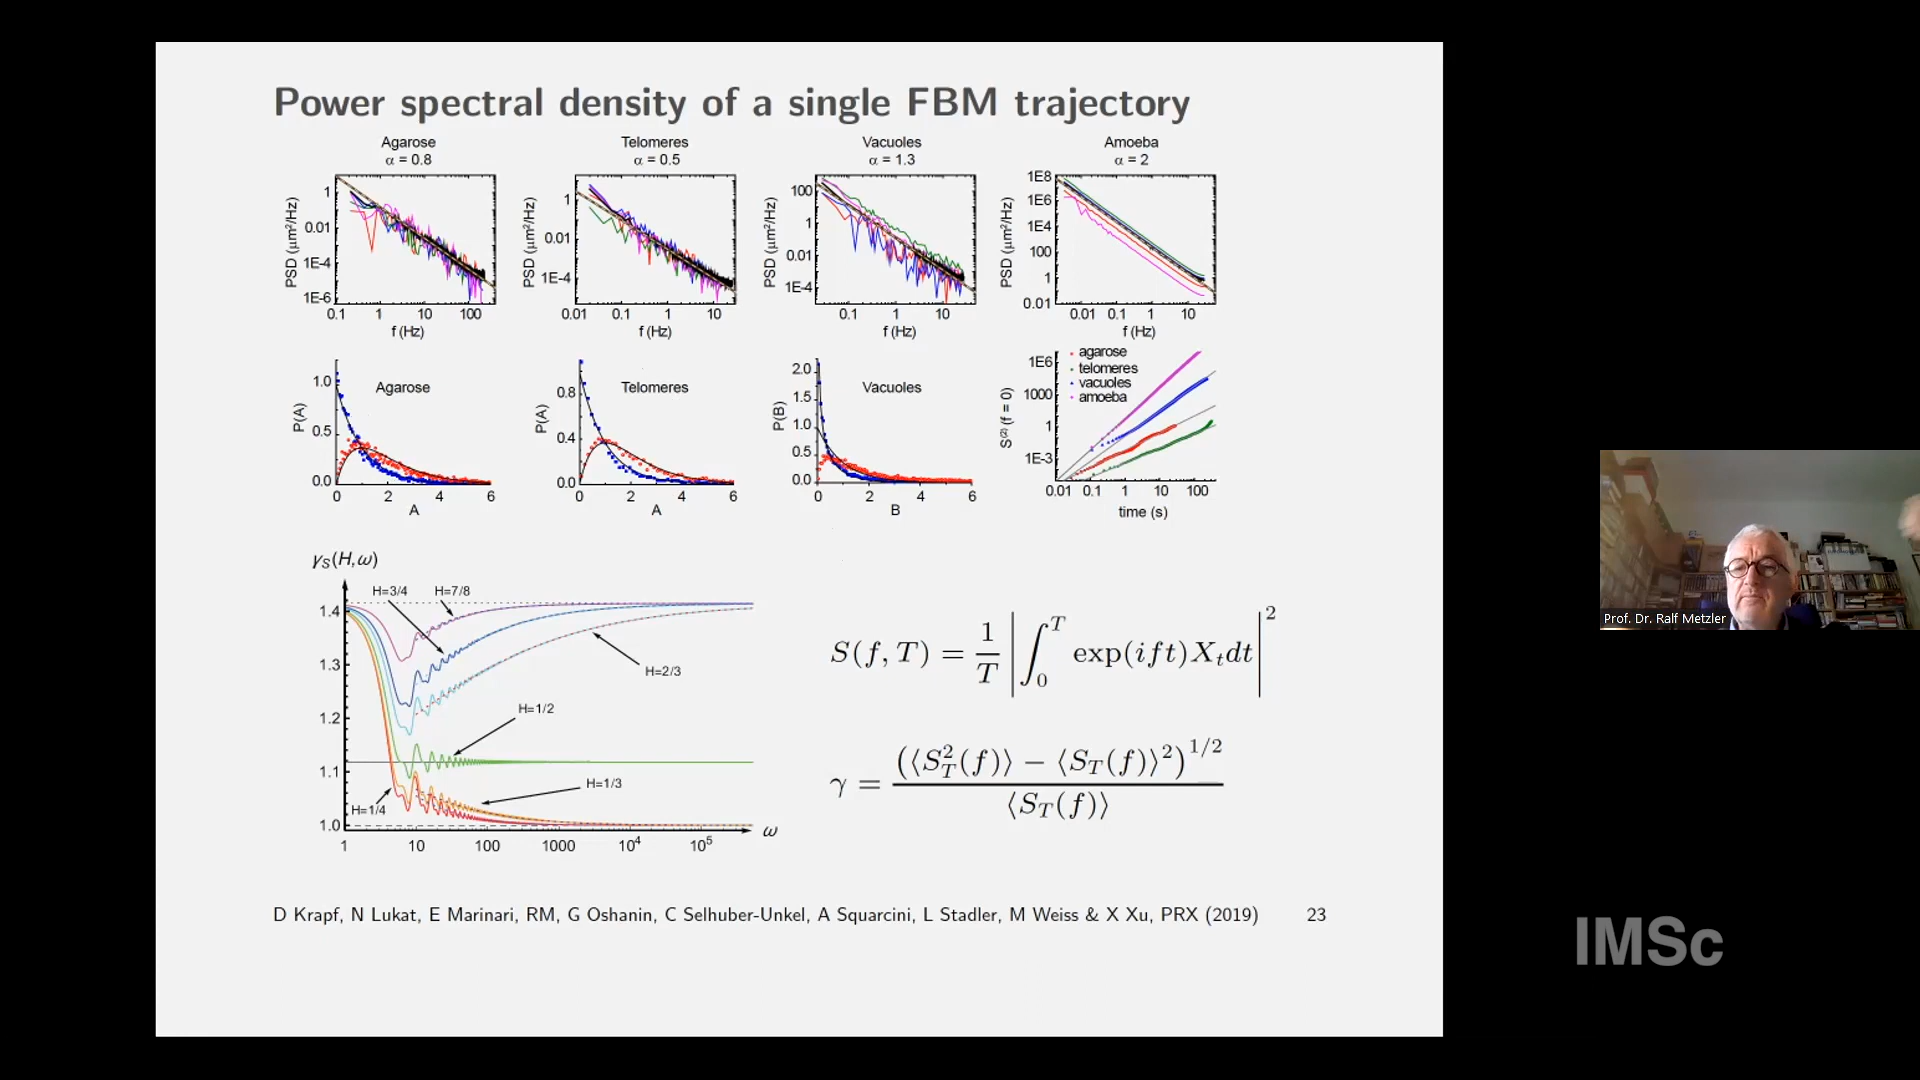 Power spectral density of a single FBM trajectory
Agarose
α = 0.8
Telomeres
α = 0.5
Vacuoles
α = 1.3
Amoeba
α = 2
PSD (μm²/Hz)
1
0.01
1E-4
1E-6
0.1 1 10 100
f (Hz)
PSD (μm²/Hz)
1
0.01
1E-4
0.01 0.1 1 10
f (Hz)
PSD (μm²/Hz)
100
1
0.01
1E-4
0.1 1 10
f (Hz)
PSD (μm²/Hz)
1E8
1E6
1E4
100
1
0.01
0.01 0.1 1 10
f (Hz)
Agarose
P(A)
1.0
0.5
0.0
0 2 4 6
A
Telomeres
P(A)
0.8
0.4
0.0
0 2 4 6
A
Vacuoles
P(B)
2.0
1.5
1.0
0.5
0.0
0 2 4 6
B
agarose
telomeres
vacuoles
amoeba
S⁽²⁾ (f = 0)
1E6
1000
1
1E-3
0.01 0.1 1 10 100
time (s)
γS(H,ω)
H=3/4 H=7/8
H=2/3
H=1/2
H=1/3
H=1/4
1.4
1.3
1.2
1.1
1.0
1 10 100 1000 10⁴ 10⁵
ω
S(f, T) = 1/T |∫₀ᵀ exp(ift)Xₜdt|²
γ = (⟨S²_T(f)⟩ − ⟨S_T(f)⟩²)^1/2 / ⟨S_T(f)⟩
D Krapf, N Lukat, E Marinari, RM, G Oshanin, C Selhuber-Unkel, A Squarcini, L Stadler, M Weiss & X Xu, PRX (2019) 23
Prof. Dr. Ralf Metzler
IMSc